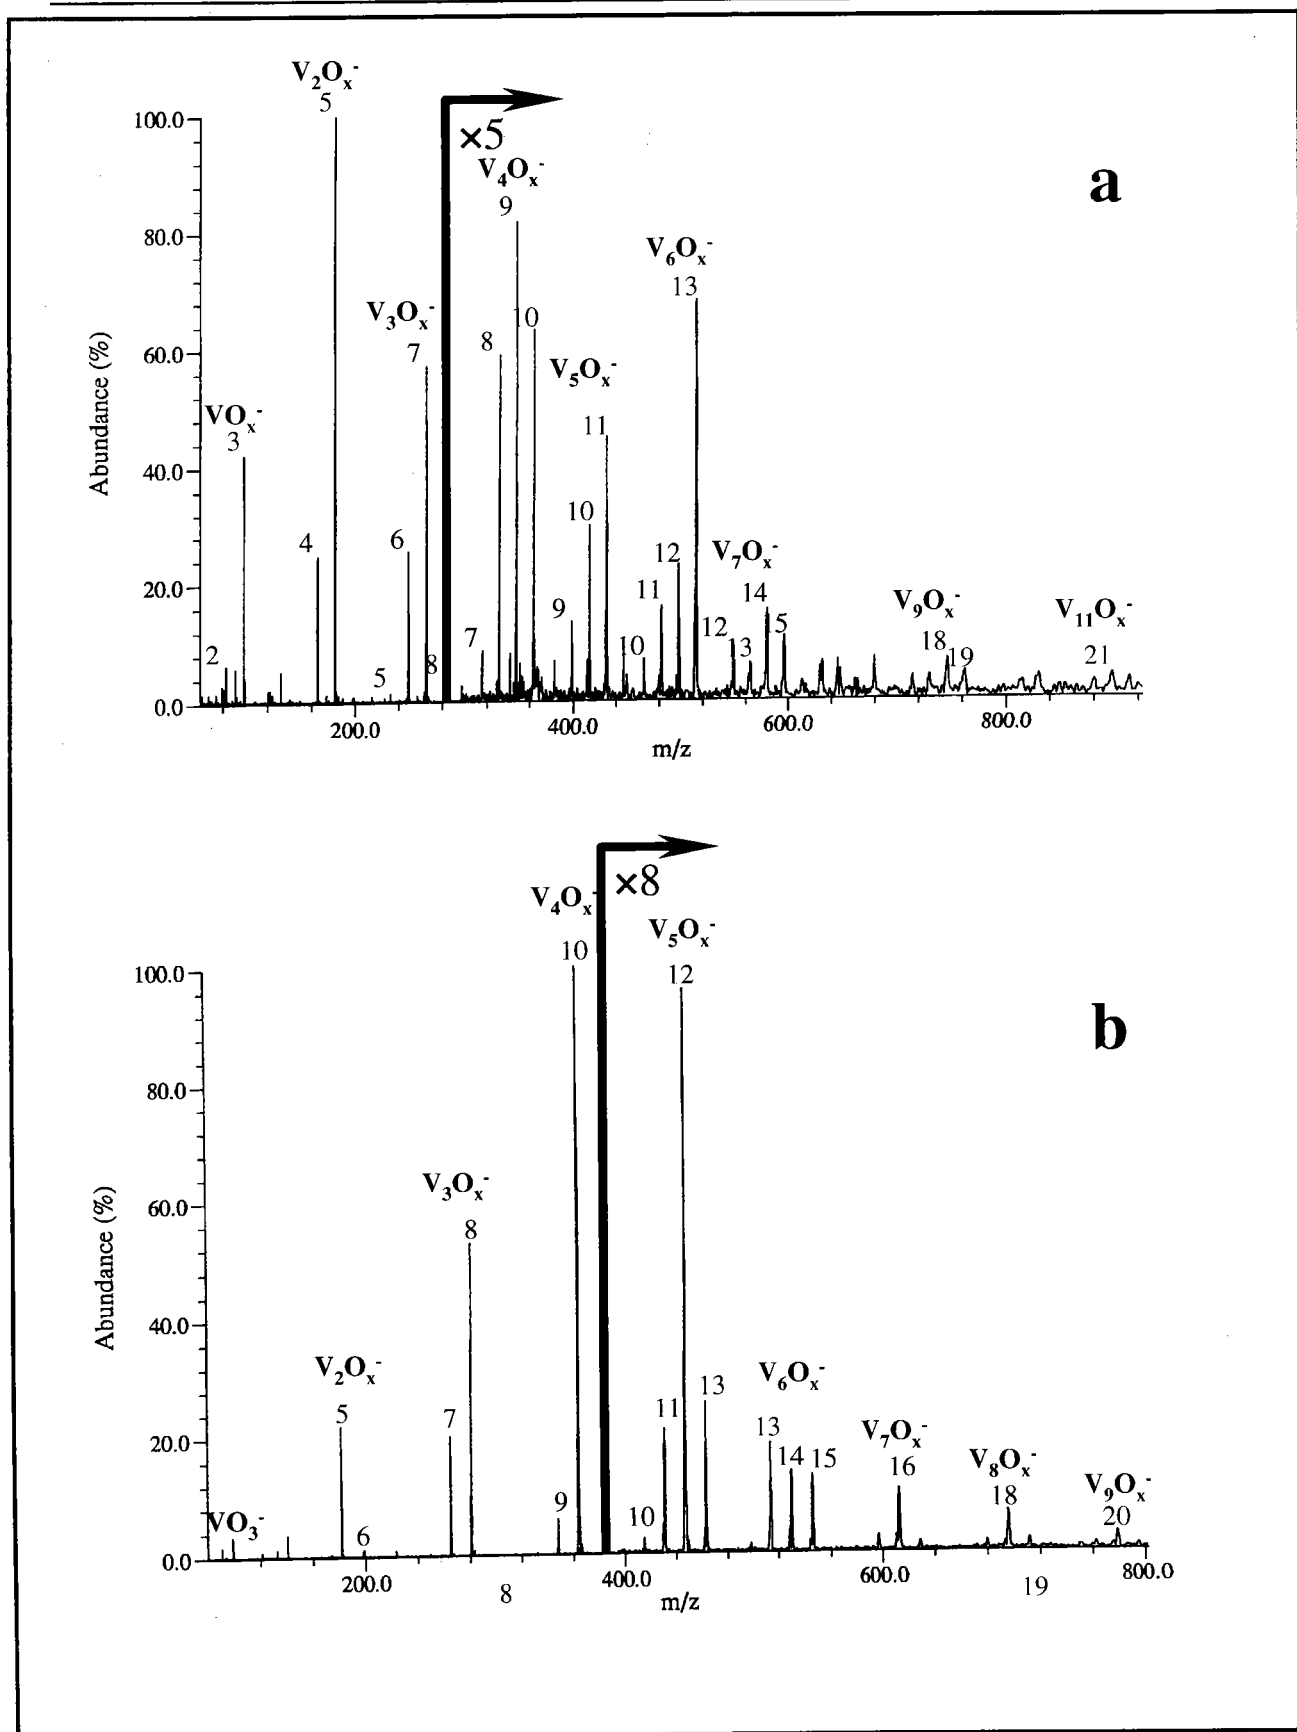 V₂Oₓ⁻
5
100.0
×5
V₄Oₓ⁻
a
9
80.0
V₆Oₓ⁻
13
V₃Oₓ⁻
10
7
8
60.0
V₅Oₓ⁻
Abundance (%)
VOₓ⁻
3
11
40.0
10
4
6
12
V₇Oₓ⁻
20.0
11
14
V₉Oₓ⁻
V₁₁Oₓ⁻
9
12
5
2
5
8
7
10
3
18
19
21
0.0
200.0
400.0
600.0
800.0
m/z
×8
V₄Oₓ⁻
V₅Oₓ⁻
10
12
100.0
b
80.0
V₃Oₓ⁻
60.0
8
Abundance (%)
40.0
V₂Oₓ⁻
V₆Oₓ⁻
5
7
11
13
13
14
15
V₇Oₓ⁻
16
20.0
V₈Oₓ⁻
18
V₉Oₓ⁻
20
VO₃⁻
6
9
10
0.0
200.0
400.0
600.0
800.0
8
m/z
19